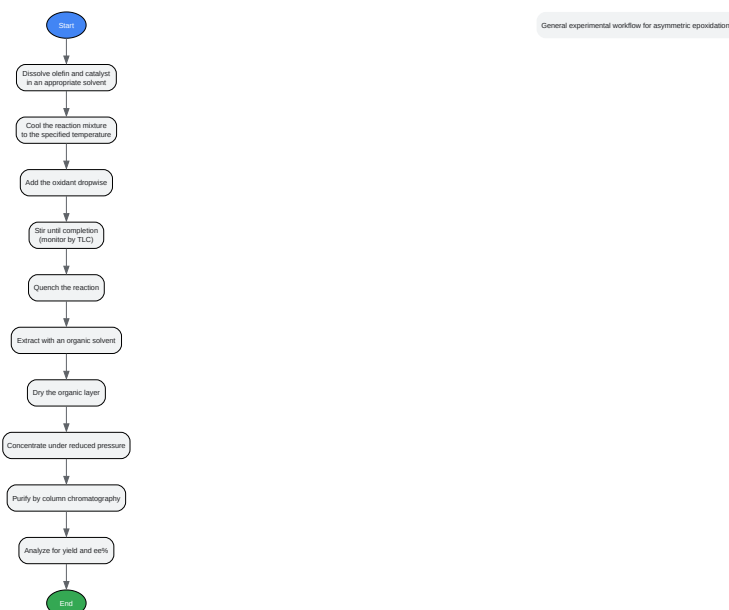 Start
General experimental workflow for asymmetric epoxidation
Dissolve olefin and catalyst
in an appropriate solvent
Cool the reaction mixture
to the specified temperature
Add the oxidant dropwise
Stir until completion
(monitor by TLC)
Quench the reaction
Extract with an organic solvent
Dry the organic layer
Concentrate under reduced pressure
Purify by column chromatography
Analyze for yield and ee%
End